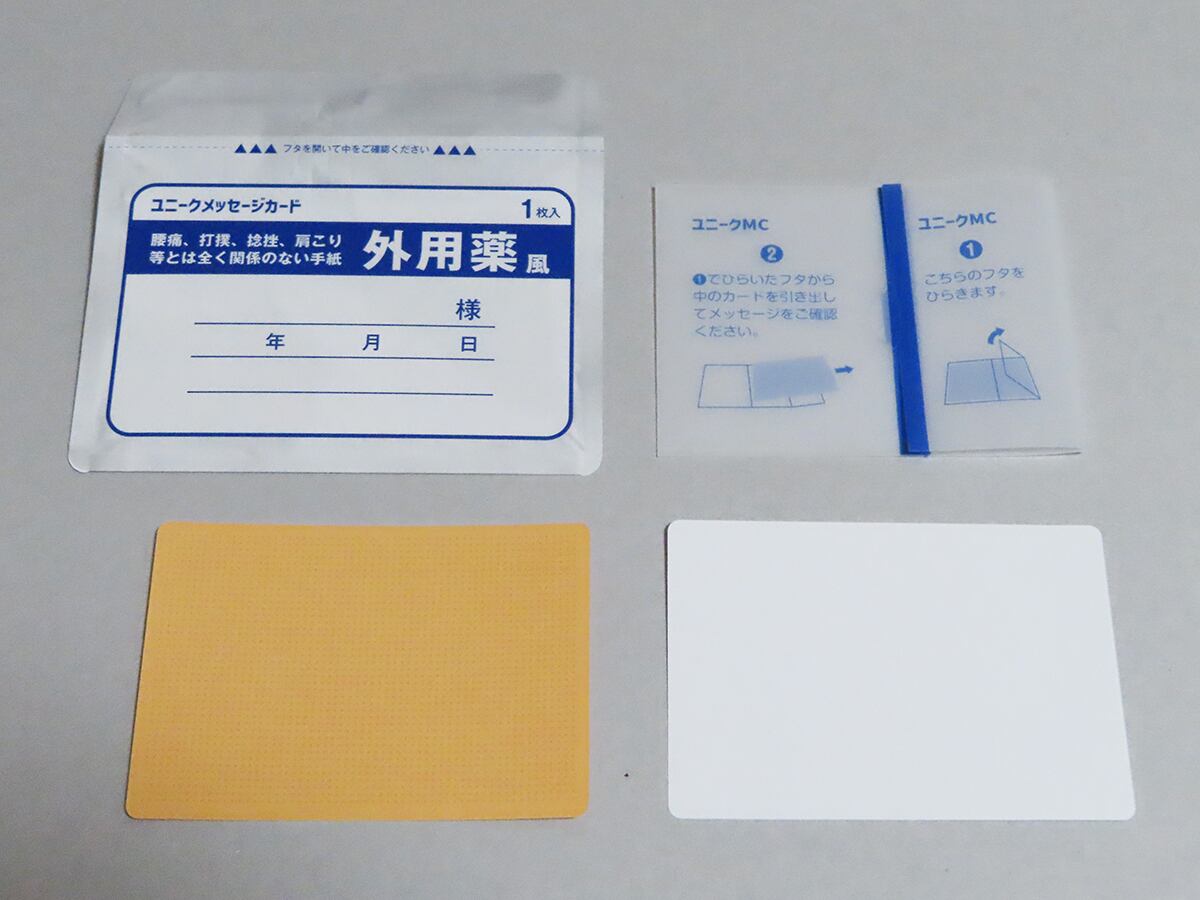 ▲▲▲ フタを開いて中をご確認ください ▲▲▲
ユニークメッセージカード
1枚入
腰痛、打撲、捻挫、肩こり
等とは全く関係のない手紙
外用薬風
様
年 月 日
ユニークMC
❷
❶でひらいたフタから
中のカードを引き出し
てメッセージをご確認
ください。
ユニークMC
❶
こちらのフタを
ひらきます。